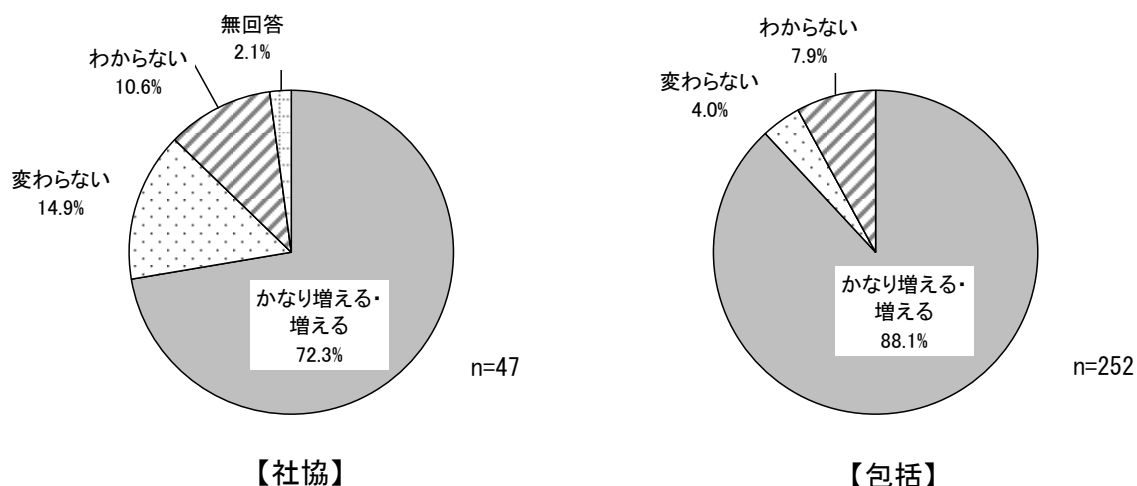 無回答
2.1%
わからない
10.6%
変わらない
14.9%
かなり増える・
増える
72.3%
n=47
【社協】
わからない
7.9%
変わらない
4.0%
かなり増える・
増える
88.1%
n=252
【包括】